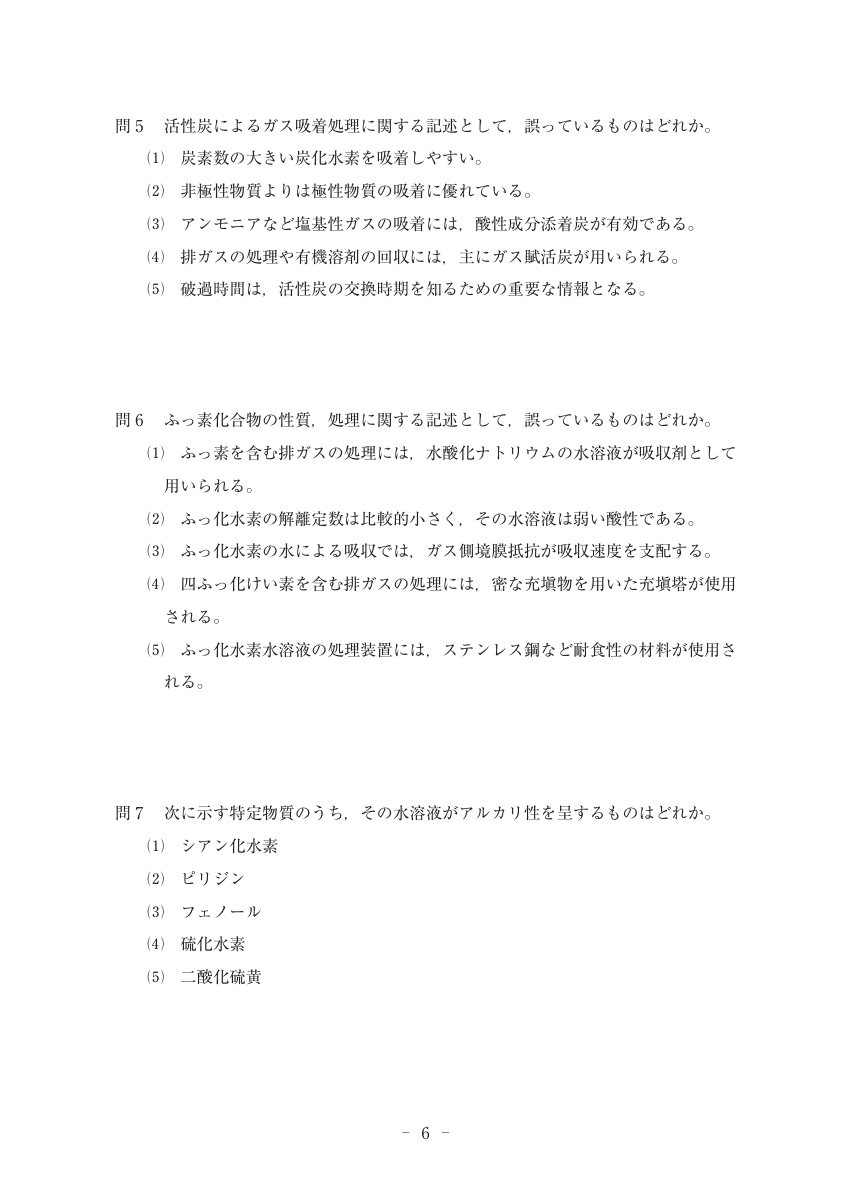 問5　活性炭によるガス吸着処理に関する記述として，誤っているものはどれか。
⑴　炭素数の大きい炭化水素を吸着しやすい。
⑵　非極性物質よりは極性物質の吸着に優れている。
⑶　アンモニアなど塩基性ガスの吸着には，酸性成分添着炭が有効である。
⑷　排ガスの処理や有機溶剤の回収には，主にガス賦活炭が用いられる。
⑸　破過時間は，活性炭の交換時期を知るための重要な情報となる。
問6　ふっ素化合物の性質，処理に関する記述として，誤っているものはどれか。
⑴　ふっ素を含む排ガスの処理には，水酸化ナトリウムの水溶液が吸収剤として
用いられる。
⑵　ふっ化水素の解離定数は比較的小さく，その水溶液は弱い酸性である。
⑶　ふっ化水素の水による吸収では，ガス側境膜抵抗が吸収速度を支配する。
⑷　四ふっ化けい素を含む排ガスの処理には，密な充塡物を用いた充塡塔が使用
される。
⑸　ふっ化水素水溶液の処理装置には，ステンレス鋼など耐食性の材料が使用さ
れる。
問7　次に示す特定物質のうち，その水溶液がアルカリ性を呈するものはどれか。
⑴　シアン化水素
⑵　ピリジン
⑶　フェノール
⑷　硫化水素
⑸　二酸化硫黄
- 6 -